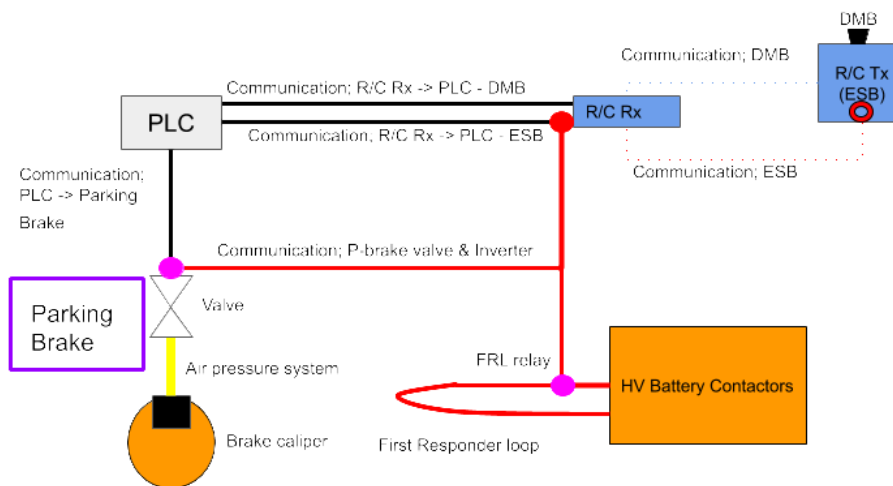 DMB
Communication; DMB
R/C Tx
(ESB)
Communication; R/C Rx -> PLC - DMB
R/C Rx
PLC
Communication; R/C Rx -> PLC - ESB
Communication; ESB
Communication;
PLC -> Parking
Brake
Communication; P-brake valve & Inverter
Parking
Brake
Valve
Air pressure system
FRL relay
HV Battery Contactors
Brake caliper
First Responder loop